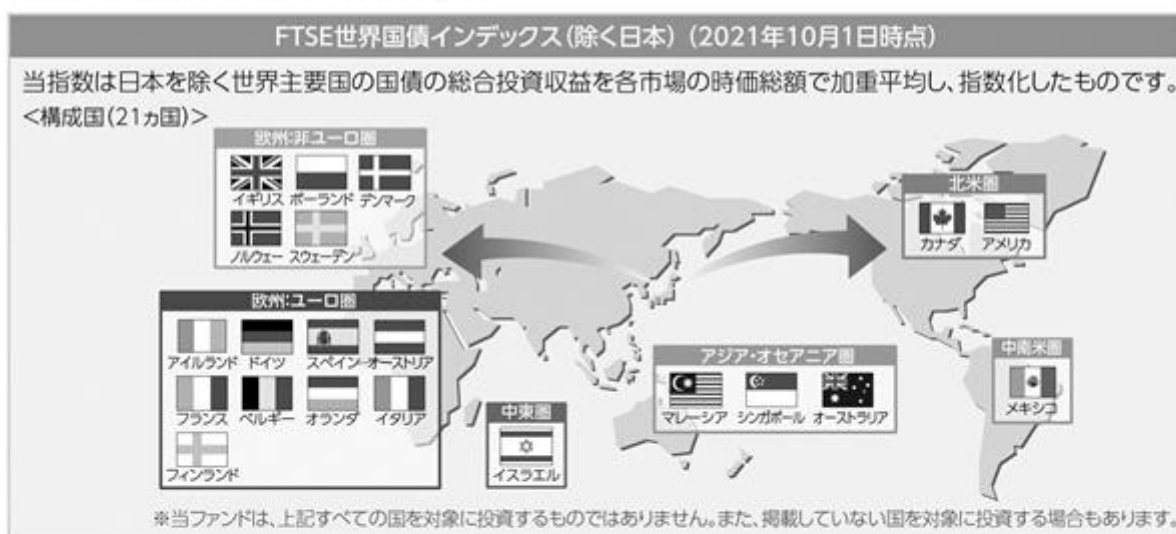 FTSE世界国債インデックス(除く日本)(2021年10月1日時点)
当指数は日本を除く世界主要国の国債の総合投資収益を各市場の時価総額で加重平均し、指数化したものです。
<構成国(21ヵ国)>
欧州:非ユーロ圏
イギリス ポーランド デンマーク
ノルウェー スウェーデン
北米圏
カナダ アメリカ
欧州:ユーロ圏
アイルランド ドイツ スペイン オーストリア
フランス ベルギー オランダ イタリア
フィンランド
中東圏
イスラエル
アジア・オセアニア圏
マレーシア シンガポール オーストラリア
中南米圏
メキシコ
※当ファンドは、上記すべての国を対象に投資するものではありません。また、掲載していない国を対象に投資する場合もあります。